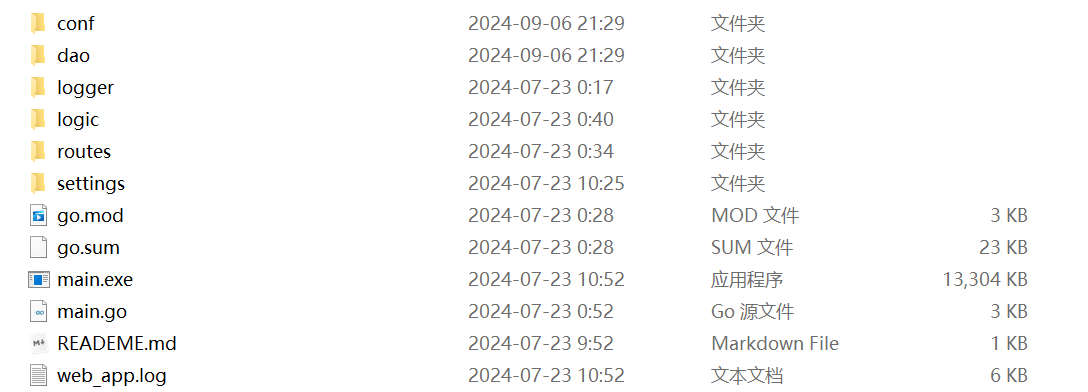 conf 2024-09-06 21:29 文件夹
dao 2024-09-06 21:29 文件夹
logger 2024-07-23 0:17 文件夹
logic 2024-07-23 0:40 文件夹
routes 2024-07-23 0:34 文件夹
settings 2024-07-23 10:25 文件夹
go.mod 2024-07-23 0:28 MOD 文件 3 KB
go.sum 2024-07-23 0:28 SUM 文件 23 KB
main.exe 2024-07-23 10:52 应用程序 13,304 KB
main.go 2024-07-23 0:52 Go 源文件 3 KB
READEME.md 2024-07-23 9:52 Markdown File 1 KB
web_app.log 2024-07-23 10:52 文本文档 6 KB